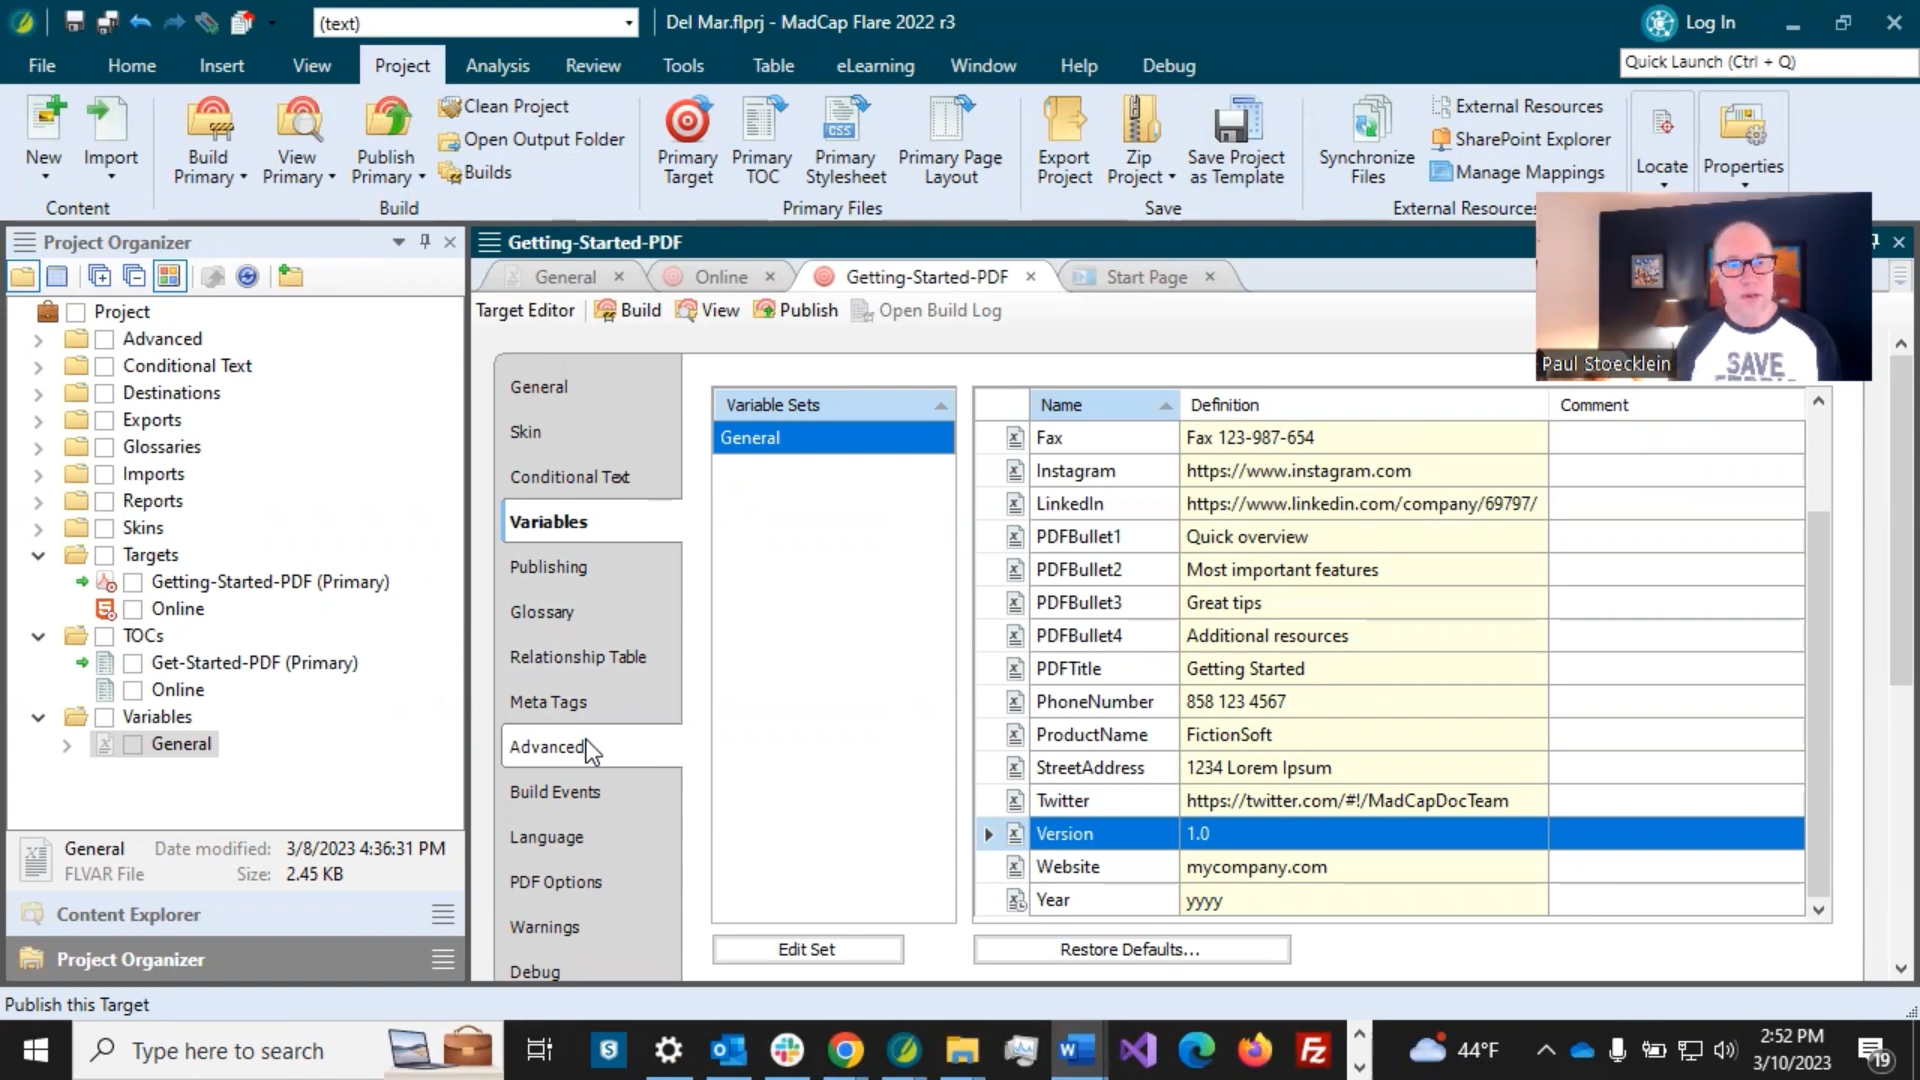 (text)
Del Mar.flprj - MadCap Flare 2022 r3
Log In
File
Home
Insert
View
Project
Analysis
Review
Tools
Table
eLearning
Window
Help
Debug
Quick Launch (Ctrl + Q)
New
Import
Content
Build Primary
View Primary
Publish Primary
Clean Project
Open Output Folder
Builds
Build
Primary Target
Primary TOC
CSS
Primary Stylesheet
Primary Page Layout
Primary Files
Export Project
Zip Project
Save Project as Template
Save
Synchronize Files
External Resources
SharePoint Explorer
Manage Mappings
External Resources
Locate
Properties
Project Organizer
Project
Advanced
Conditional Text
Destinations
Exports
Glossaries
Imports
Reports
Skins
Targets
Getting-Started-PDF (Primary)
Online
TOCs
Get-Started-PDF (Primary)
Online
Variables
General
General Date modified: 3/8/2023 4:36:31 PM
FLVAR File Size: 2.45 KB
Content Explorer
Project Organizer
Getting-Started-PDF
General
Online
Getting-Started-PDF
Start Page
Target Editor
Build
View
Publish
Open Build Log
General
Skin
Conditional Text
Variables
Publishing
Glossary
Relationship Table
Meta Tags
Advanced
Build Events
Language
PDF Options
Warnings
Debug
Variable Sets
General
Edit Set
Name Definition Comment
Fax Fax 123-987-654
Instagram https://www.instagram.com
LinkedIn https://www.linkedin.com/company/69797/
PDFBullet1 Quick overview
PDFBullet2 Most important features
PDFBullet3 Great tips
PDFBullet4 Additional resources
PDFTitle Getting Started
PhoneNumber 858 123 4567
ProductName FictionSoft
StreetAddress 1234 Lorem Ipsum
Twitter https://twitter.com/#!/MadCapDocTeam
Version 1.0
Website mycompany.com
Year yyyy
Restore Defaults...
Paul Stoecklein
SAVE
Publish this Target
Type here to search
44°F
2:52 PM
3/10/2023
19